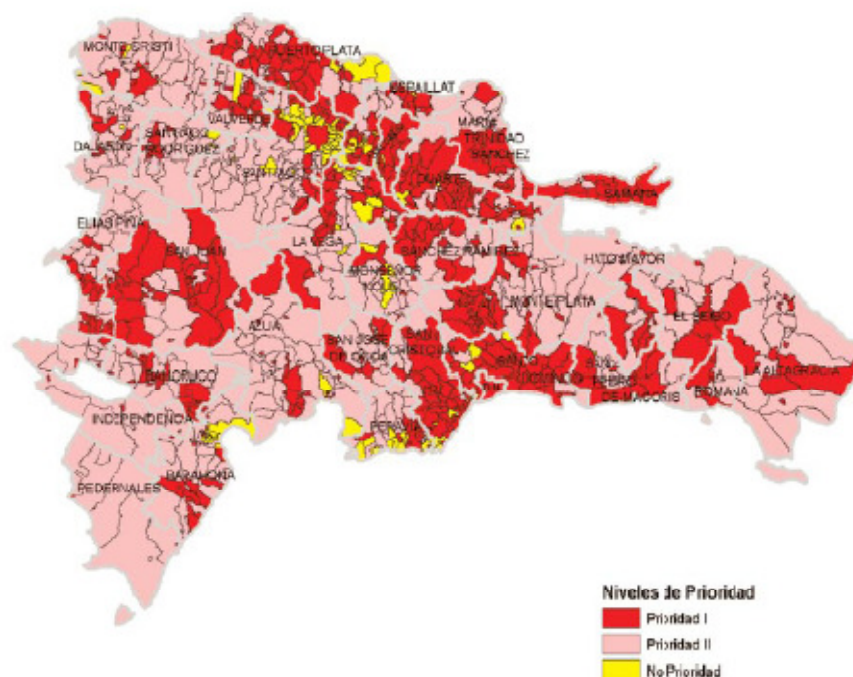 MONTE CRISTI
PUERTO PLATA
ESPAILLAT
VALVERDE
MARIA
TRINIDAD
SANCHEZ
DAJABON
SANTIAGO
RODRIGUEZ
SANTIAGO
DUARTE
SAMANA
ELIAS PIÑA
SAN JUAN
LA VEGA
SANCHEZ RAMIREZ
HATO MAYOR
MONSEÑOR
NOUEL
MONTE PLATA
EL SEIBO
AZUA
SAN JOSE
DE OCOA
SAN
CRISTOBAL
SANTO
DOMINGO
SAN
PEDRO
DE MACORIS
LA
ROMANA
LA ALTAGRACIA
BAHORUCO
INDEPENDENCIA
PERAVIA
BARAHONA
PEDERNALES
Niveles de Prioridad
Prioridad I
Prioridad II
No Prioridad